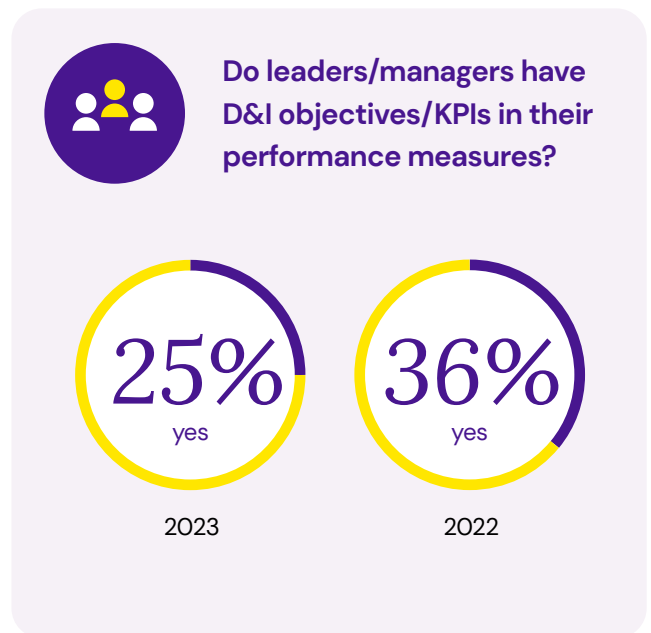 Do leaders/managers have
D&I objectives/KPIs in their
performance measures?
25%
yes
2023
36%
yes
2022